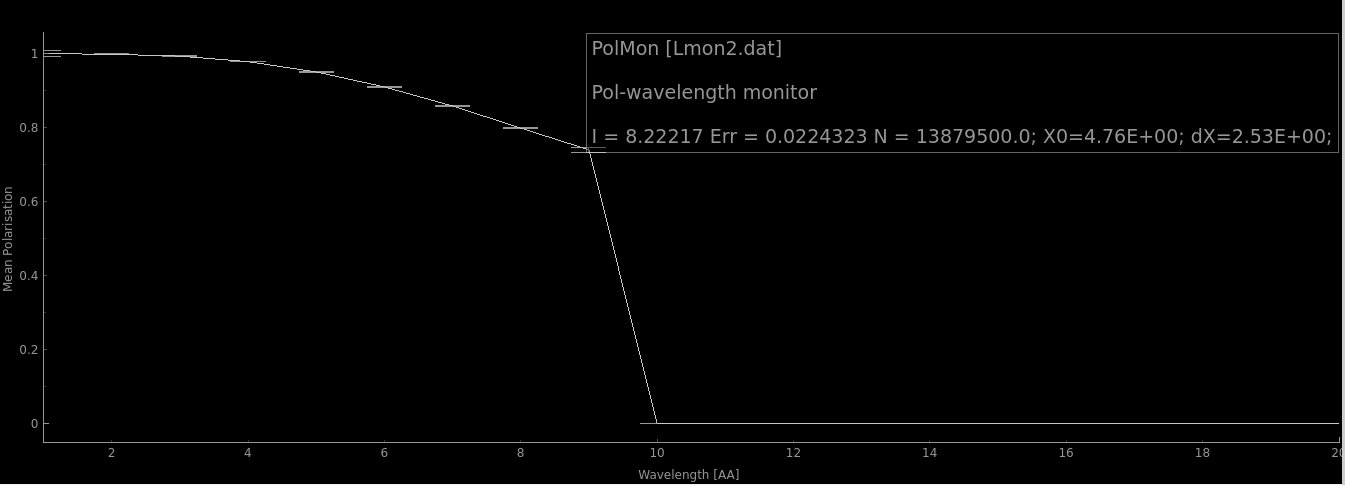 PolMon [Lmon2.dat]
Pol-wavelength monitor
I = 8.22217 Err = 0.0224323 N = 13879500.0; X0=4.76E+00; dX=2.53E+00;
1
0.8
0.6
0.4
0.2
0
Mean Polarisation
2 4 6 8 10 12 14 16 18 20
Wavelength [AA]